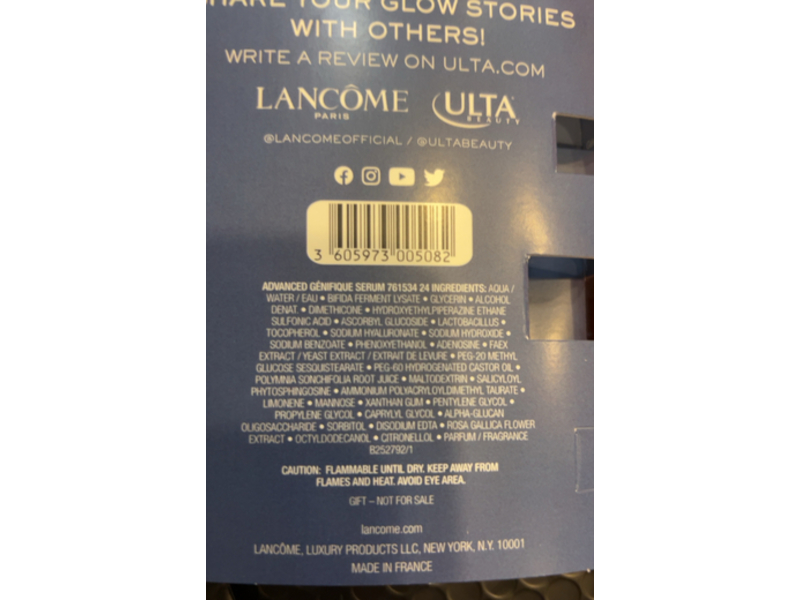 SHARE YOUR GLOW STORIES
WITH OTHERS!
WRITE A REVIEW ON ULTA.COM
LANCÔME
PARIS
ULTA
BEAUTY
@LANCOMEOFFICIAL / @ULTABEAUTY
3 605973 005082
ADVANCED GÉNIFIQUE SERUM 761534 24 INGREDIENTS: AQUA /
WATER / EAU • BIFIDA FERMENT LYSATE • GLYCERIN • ALCOHOL
DENAT. • DIMETHICONE • HYDROXYETHYLPIPERAZINE ETHANE
SULFONIC ACID • ASCORBYL GLUCOSIDE • LACTOBACILLUS •
TOCOPHEROL • SODIUM HYALURONATE • SODIUM HYDROXIDE •
SODIUM BENZOATE • PHENOXYETHANOL • ADENOSINE • FAEX
EXTRACT / YEAST EXTRACT / EXTRAIT DE LEVURE • PEG-20 METHYL
GLUCOSE SESQUISTEARATE • PEG-60 HYDROGENATED CASTOR OIL •
POLYMNIA SONCHIFOLIA ROOT JUICE • MALTODEXTRIN • SALICYLOYL
PHYTOSPHINGOSINE • AMMONIUM POLYACRYLOYLDIMETHYL TAURATE •
LIMONENE • MANNOSE • XANTHAN GUM • PENTYLENE GLYCOL •
PROPYLENE GLYCOL • CAPRYLYL GLYCOL • ALPHA-GLUCAN
OLIGOSACCHARIDE • SORBITOL • DISODIUM EDTA • ROSA GALLICA FLOWER
EXTRACT • OCTYLDODECANOL • CITRONELLOL • PARFUM / FRAGRANCE
B252792/1
CAUTION: FLAMMABLE UNTIL DRY. KEEP AWAY FROM
FLAMES AND HEAT. AVOID EYE AREA.
GIFT – NOT FOR SALE
lancome.com
LANCÔME, LUXURY PRODUCTS LLC, NEW YORK, N.Y. 10001
MADE IN FRANCE